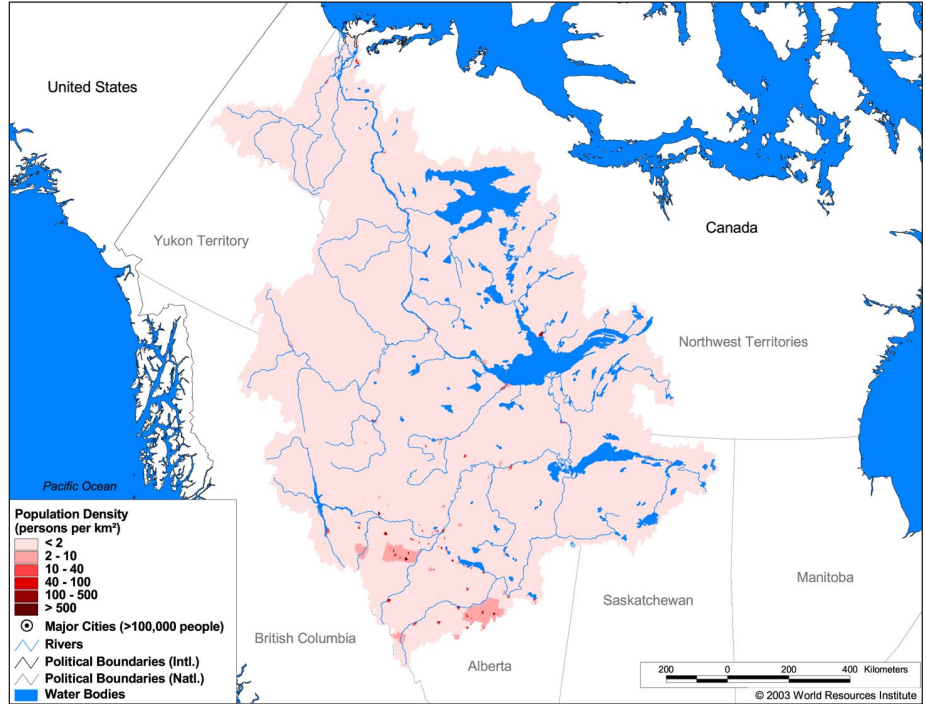 United States
Canada
Yukon Territory
Northwest Territories
Pacific Ocean
Population Density
(persons per km²)
< 2
2 - 10
10 - 40
40 - 100
100 - 500
> 500
Major Cities (>100,000 people)
Rivers
Political Boundaries (Intl.)
Political Boundaries (Natl.)
Water Bodies
British Columbia
Alberta
Saskatchewan
Manitoba
200 0 200 400 Kilometers
© 2003 World Resources Institute